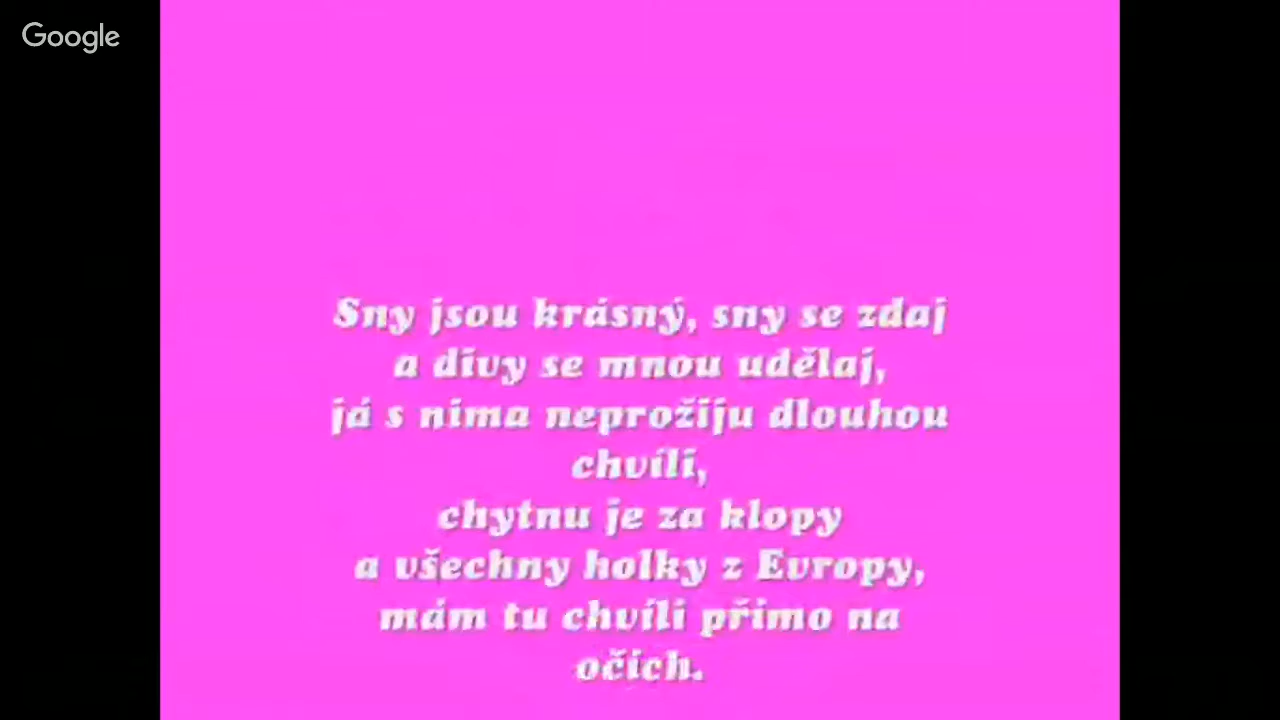 Google
Sny jsou krásný, sny se zdaj
a divy se mnou udělaj,
já s nima neprožiju dlouhou
chvíli,
chytnu je za klopy
a všechny holky z Evropy,
mám tu chvíli přímo na
očích.